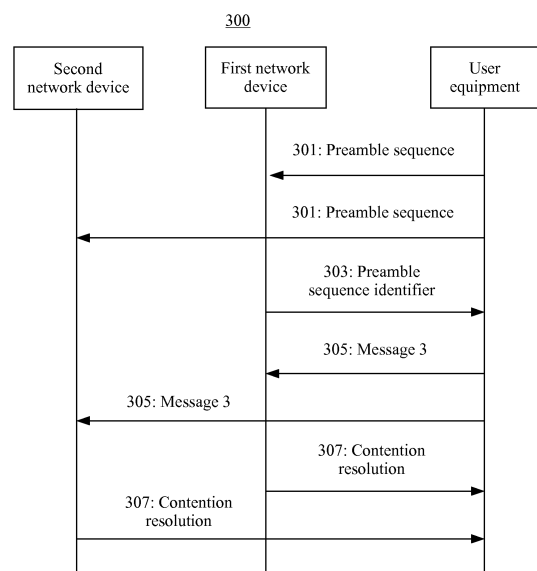 300
Second
network device
First network
device
User
equipment
301: Preamble sequence
301: Preamble sequence
303: Preamble
sequence identifier
305: Message 3
305: Message 3
307: Contention
resolution
307: Contention
resolution